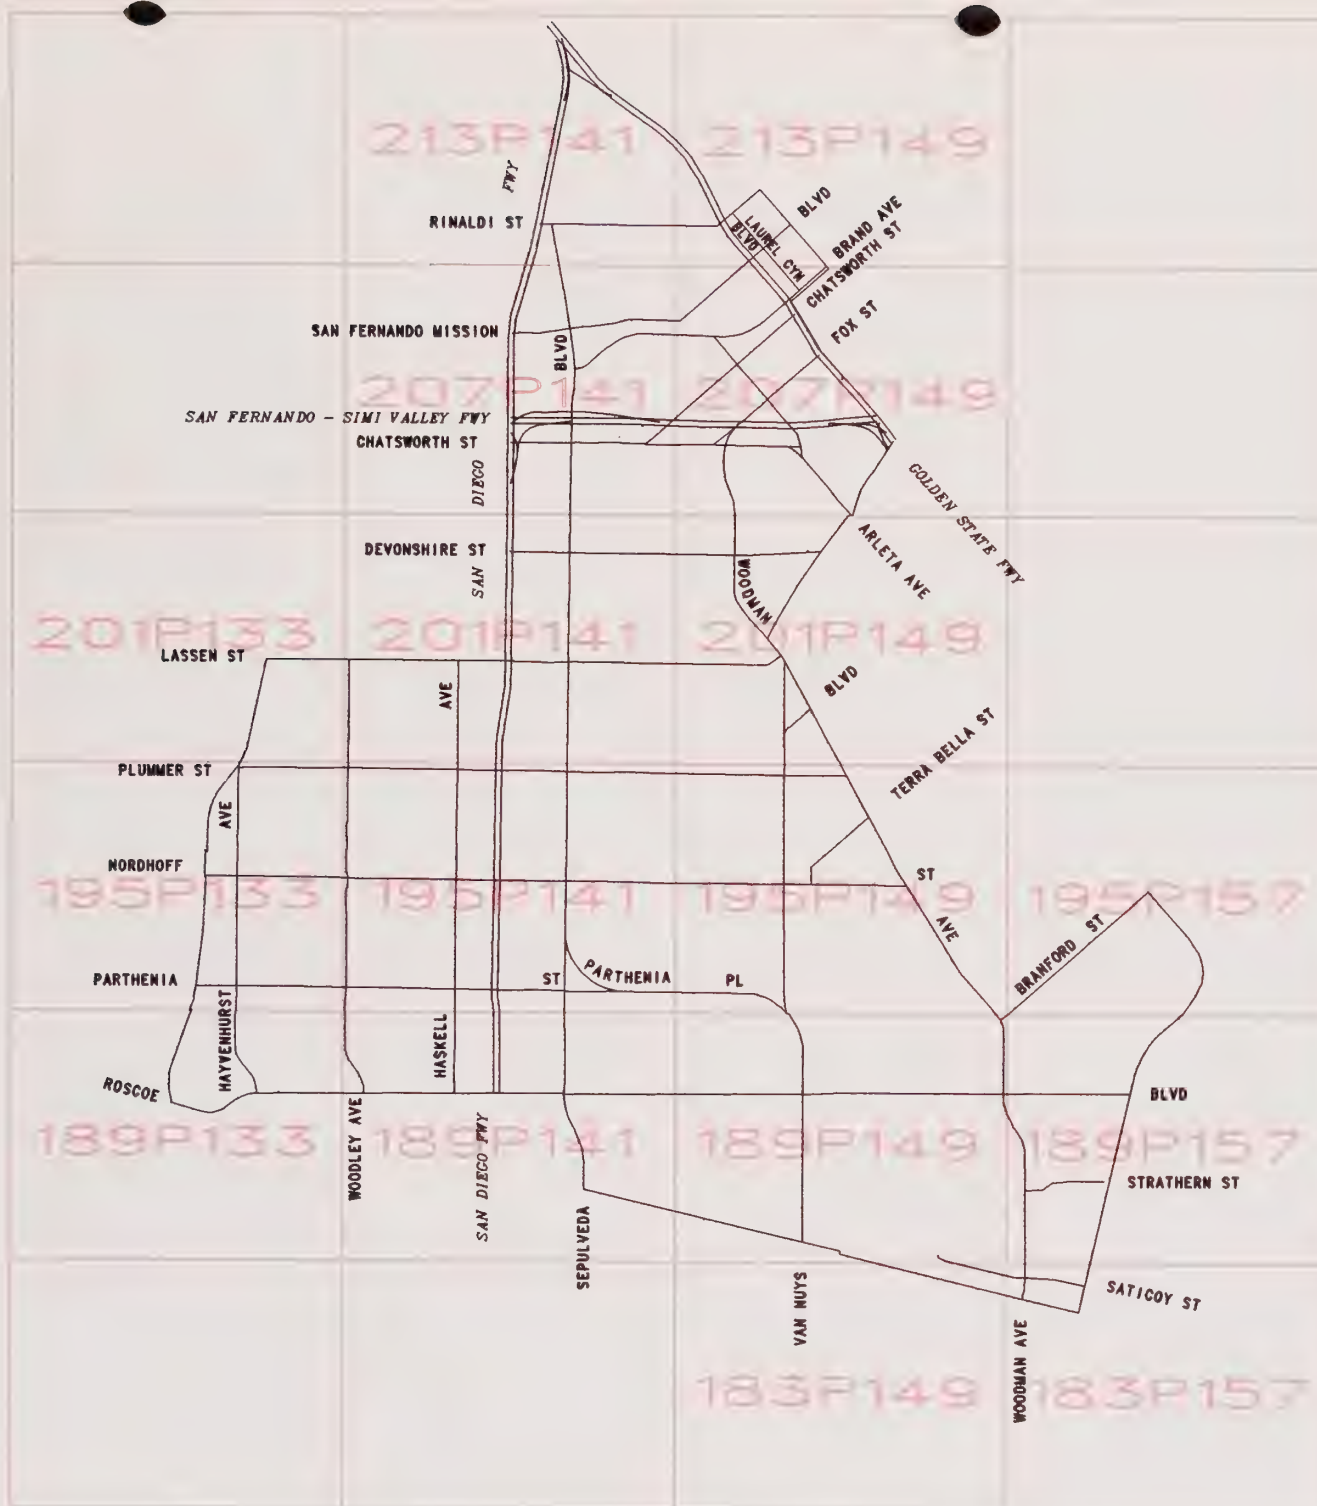 213P141 213P149
FWY
RINALDI ST
LAUREL CYN
BLVD
BLVD
BRAND AVE
CHATSWORTH ST
FOX ST
SAN FERNANDO MISSION
BLVD
207P141 207P149
SAN FERNANDO - SIMI VALLEY FWY
CHATSWORTH ST
SAN DIEGO
GOLDEN STATE FWY
DEVONSHIRE ST
ARLETA AVE
WOODMAN
201P133 201P141 201P149
LASSEN ST
AVE
BLVD
TERRA BELLA ST
PLUMMER ST
AVE
NORDHOFF
ST
195P133 195P141 195P149 195P157
AVE
BRANFORD ST
PARTHENIA
ST
PARTHENIA PL
HAYVENHURST
HASKELL
ROSCOE
BLVD
WOODLEY AVE
SAN DIEGO FWY
189P133 189P141 189P149 189P157
STRATHERN ST
SEPULVEDA
VAN NUYS
SATICOY ST
WOODMAN AVE
183P149 183P157